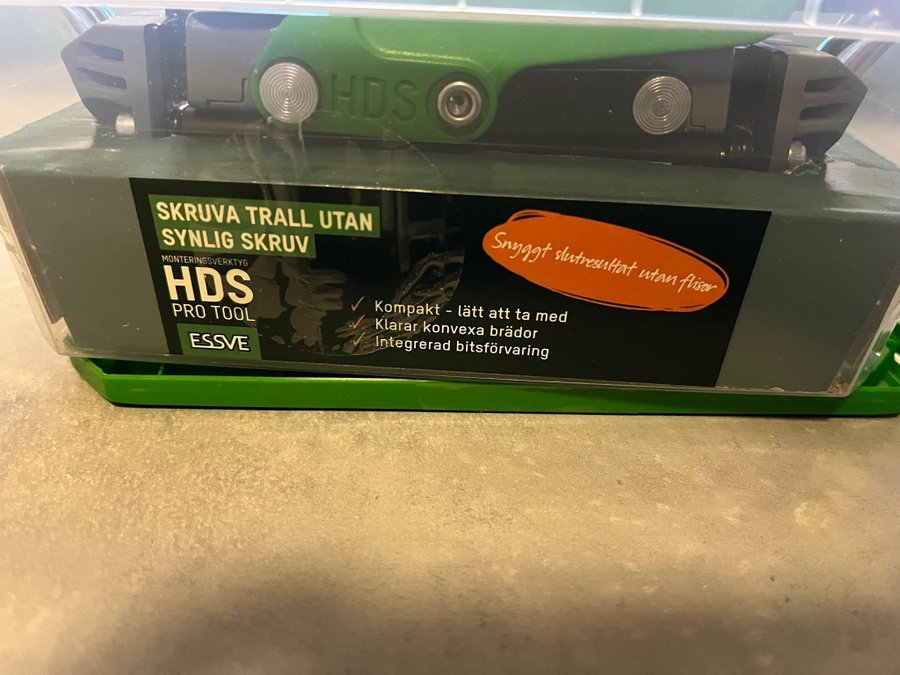 HDS
SKRUVA TRALL UTAN
SYNLIG SKRUV
MONTERINGSVERKTYG
HDS
PRO TOOL
ESSVE
Snyggt slutresultat utan flisor
Kompakt - lätt att ta med
Klarar konvexa brädor
Integrerad bitsförvaring